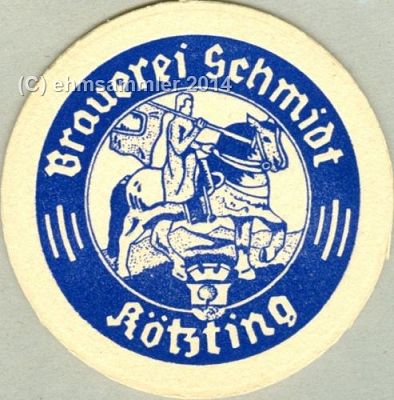 (C) ehmsammler 2014
Brauerei Schmidt
Kötzting